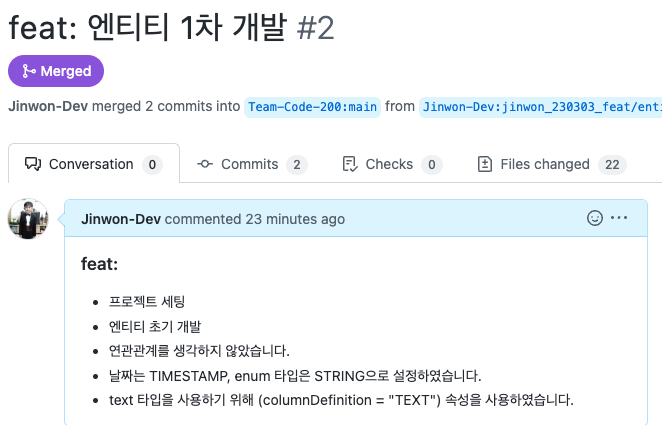 feat: 엔티티 1차 개발 #2
Merged
Jinwon-Dev merged 2 commits into Team-Code-200:main from Jinwon-Dev:jinwon_230303_feat/enti
Conversation 0 Commits 2 Checks 0 Files changed 22
Jinwon-Dev commented 23 minutes ago
feat:
• 프로젝트 세팅
• 엔티티 초기 개발
• 연관관계를 생각하지 않았습니다.
• 날짜는 TIMESTAMP, enum 타입은 STRING으로 설정하였습니다.
• text 타입을 사용하기 위해 (columnDefinition = "TEXT") 속성을 사용하였습니다.